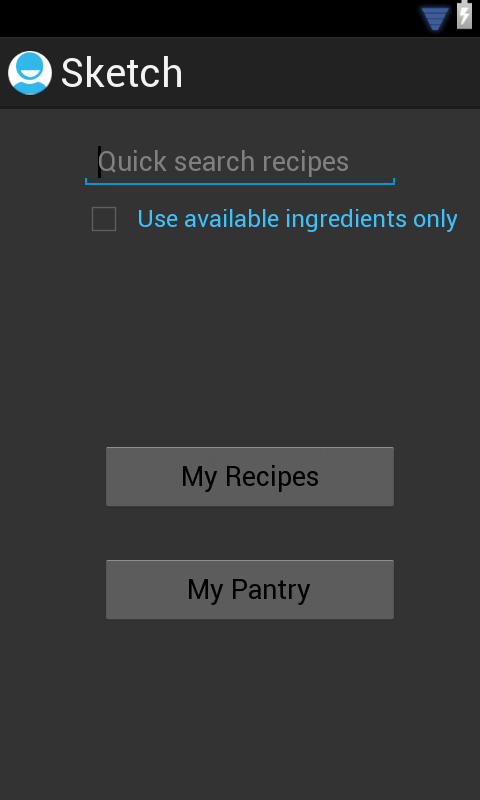 Sketch
Quick search recipes
Use available ingredients only
My Recipes
My Pantry